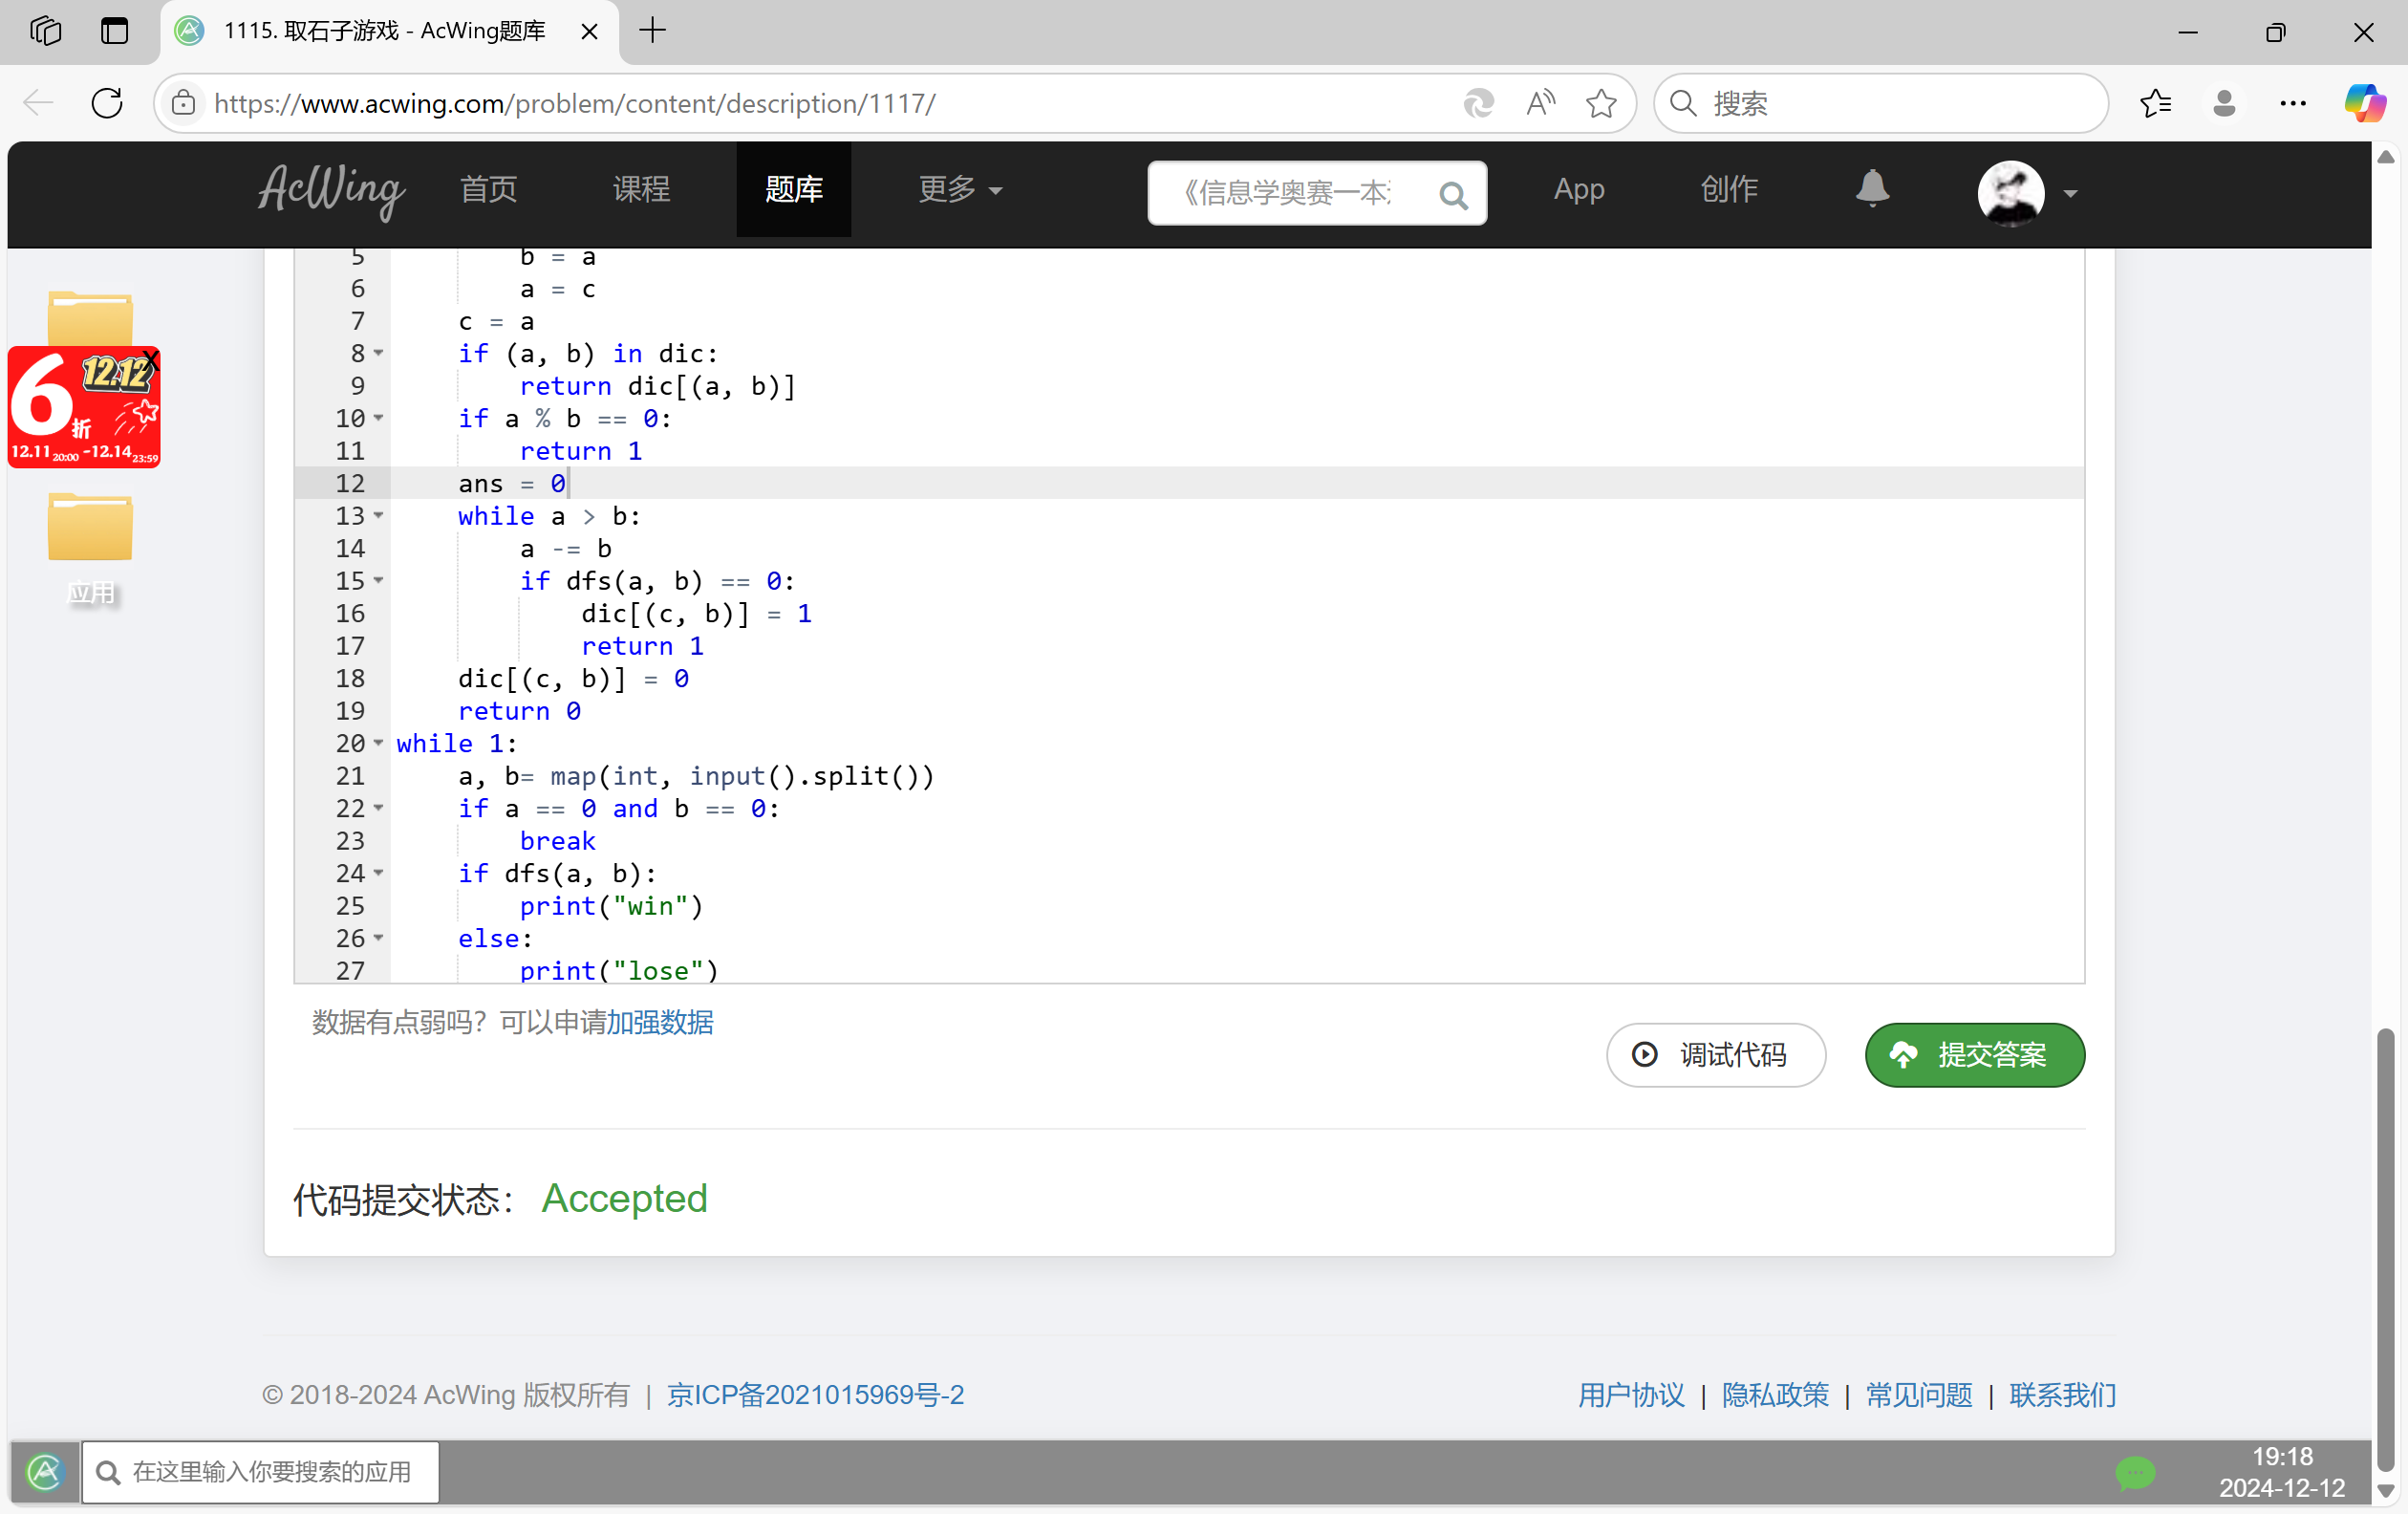 1115. 取石子游戏 - AcWing题库
https://www.acwing.com/problem/content/description/1117/
搜索
AcWing 首页 课程 题库 更多 《信息学奥赛一本 App 创作
5 b = a
6 a = c
7 c = a
8 if (a, b) in dic:
9 return dic[(a, b)]
10 if a % b == 0:
11 return 1
12 ans = 0
13 while a > b:
14 a -= b
15 if dfs(a, b) == 0:
16 dic[(c, b)] = 1
17 return 1
18 dic[(c, b)] = 0
19 return 0
20 while 1:
21 a, b= map(int, input().split())
22 if a == 0 and b == 0:
23 break
24 if dfs(a, b):
25 print("win")
26 else:
27 print("lose")
X
12.12
6折
12.11 20:00 -12.14 23:59
应用
数据有点弱吗？可以申请加强数据
调试代码 提交答案
代码提交状态： Accepted
© 2018-2024 AcWing 版权所有 | 京ICP备2021015969号-2
用户协议 | 隐私政策 | 常见问题 | 联系我们
在这里输入你要搜索的应用
19:18
2024-12-12